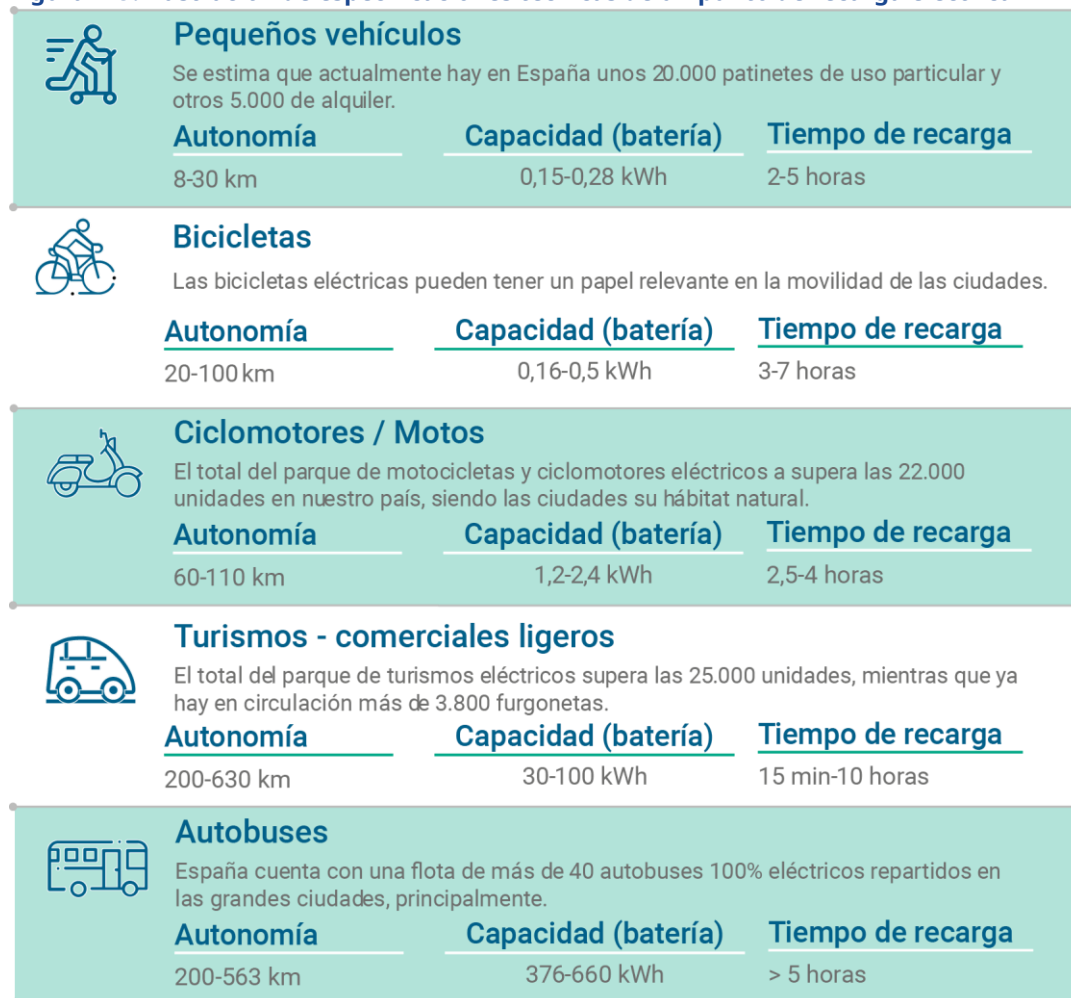 Pequeños vehículos
Se estima que actualmente hay en España unos 20.000 patinetes de uso particular y
otros 5.000 de alquiler.
Autonomía Capacidad (batería) Tiempo de recarga
8-30 km 0,15-0,28 kWh 2-5 horas
Bicicletas
Las bicicletas eléctricas pueden tener un papel relevante en la movilidad de las ciudades.
Autonomía Capacidad (batería) Tiempo de recarga
20-100 km 0,16-0,5 kWh 3-7 horas
Ciclomotores / Motos
El total del parque de motocicletas y ciclomotores eléctricos a supera las 22.000
unidades en nuestro país, siendo las ciudades su hábitat natural.
Autonomía Capacidad (batería) Tiempo de recarga
60-110 km 1,2-2,4 kWh 2,5-4 horas
Turismos - comerciales ligeros
El total del parque de turismos eléctricos supera las 25.000 unidades, mientras que ya
hay en circulación más de 3.800 furgonetas.
Autonomía Capacidad (batería) Tiempo de recarga
200-630 km 30-100 kWh 15 min-10 horas
Autobuses
España cuenta con una flota de más de 40 autobuses 100% eléctricos repartidos en
las grandes ciudades, principalmente.
Autonomía Capacidad (batería) Tiempo de recarga
200-563 km 376-660 kWh > 5 horas